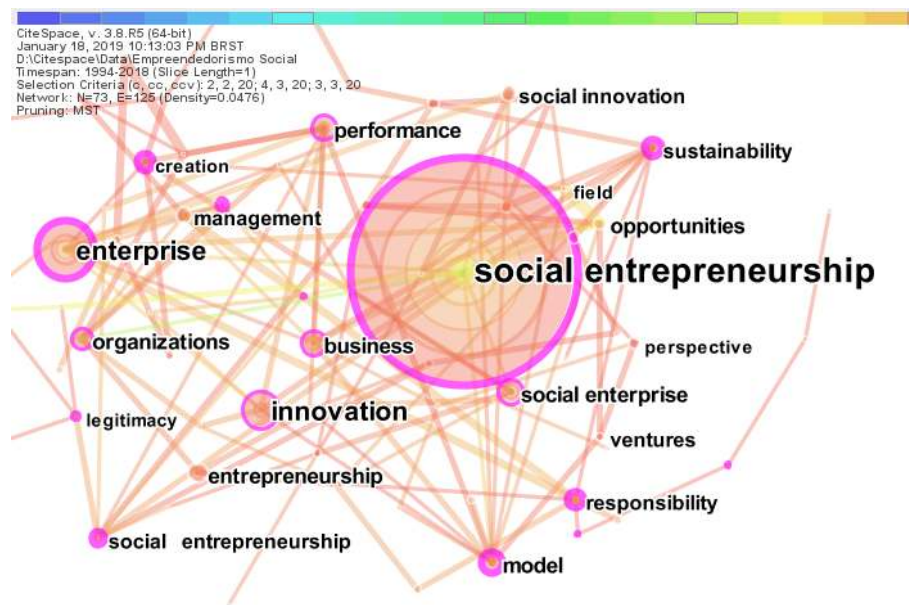 CiteSpace, v. 3.8.R5 (64-bit)
January 18, 2019 10:13:03 PM BRST
D:\Citespace\Data\Empreendedorismo Social
Timespan: 1994-2018 (Slice Length=1)
Selection Criteria (c, cc, ccv): 2, 2, 20; 4, 3, 20; 3, 3, 20
Network: N=73, E=125 (Density=0.0476)
Pruning: MST
social innovation
performance
sustainability
creation
field
management
opportunities
enterprise
social entrepreneurship
organizations
business
perspective
social enterprise
innovation
legitimacy
ventures
entrepreneurship
responsibility
social entrepreneurship
model